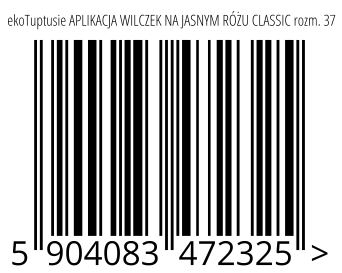 ekoTuptusie APLIKACJA WILCZEK NA JASNYM RÓŻU CLASSIC rozm. 37
5 904083 472325 >